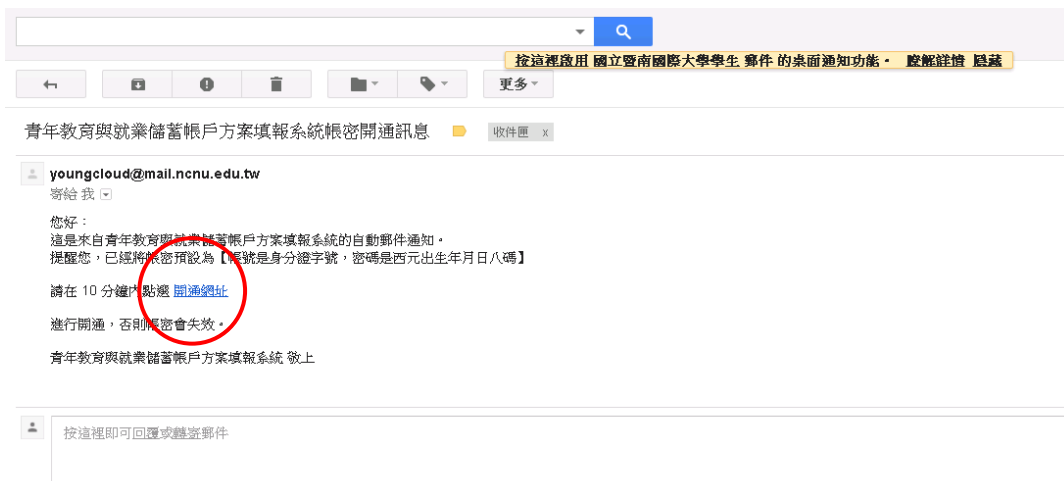 按這裡啟用 國立暨南國際大學學生 郵件 的桌面通知功能。 瞭解詳情 隱藏
更多
青年教育與就業儲蓄帳戶方案填報系統帳密開通訊息 收件匣 x
youngcloud@mail.ncnu.edu.tw
寄給 我
您好：
這是來自青年教育與就業儲蓄帳戶方案填報系統的自動郵件通知。
提醒您，已經將帳密預設為【帳號是身分證字號，密碼是西元出生年月日八碼】
請在 10 分鐘內點選 開通網址
進行開通，否則帳密會失效。
青年教育與就業儲蓄帳戶方案填報系統 敬上
按這裡即可回覆或轉寄郵件